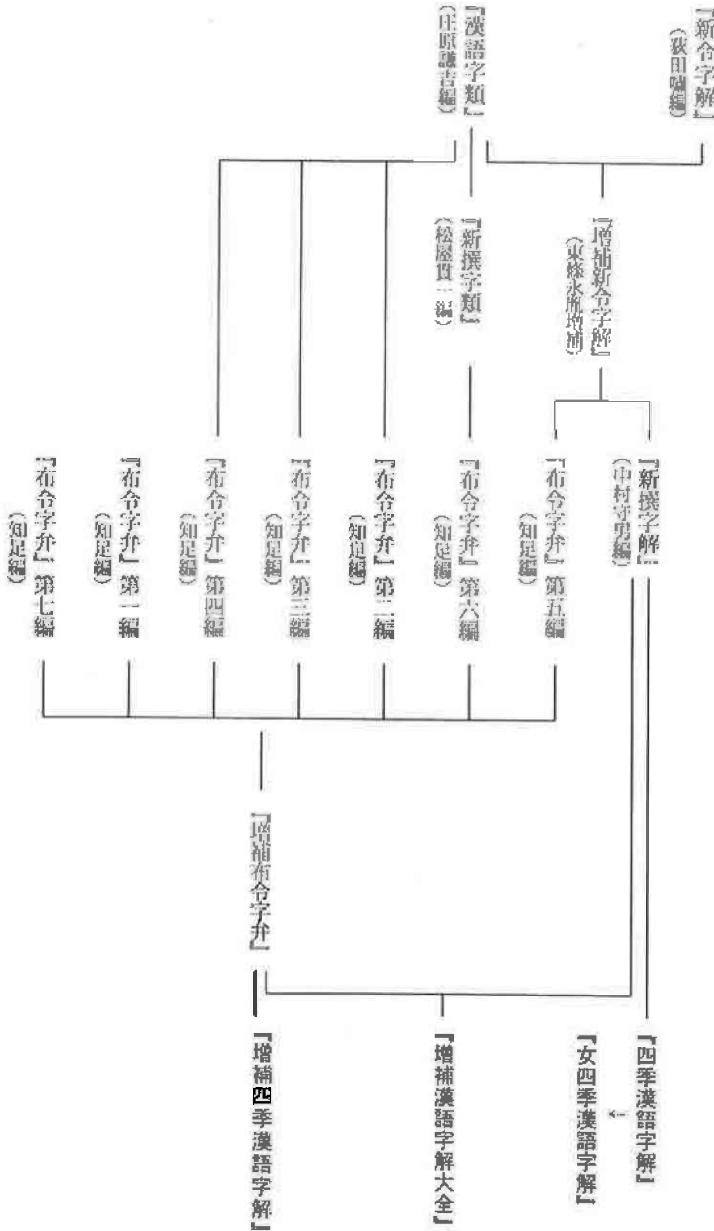 『新令字解』
（荻田嘯編）
『漢語字類』
（庄原謙吉編）
『増補新令字解』
（東條永胤増補）
『新撰字類』
（松屋貫一編）
『新撰字解』
（中村守男編）
『布令字弁』第五編
（知足編）
『布令字弁』第六編
（知足編）
『布令字弁』第二編
（知足編）
『布令字弁』第三編
（知足編）
『布令字弁』第四編
（知足編）
『布令字弁』第一編
（知足編）
『布令字弁』第七編
（知足編）
『増補布令字弁』
『四季漢語字解』
←
『女四季漢語字解』
『増補漢語字解大全』
『増補四季漢語字解』